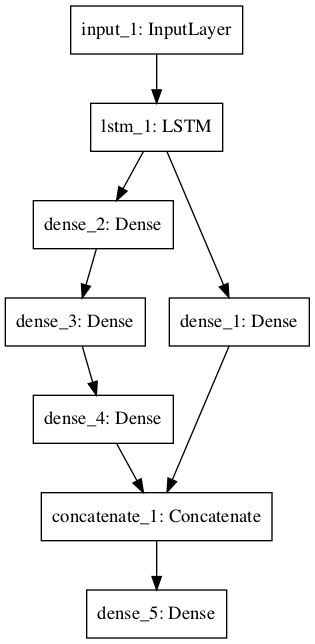 input_1: InputLayer
lstm_1: LSTM
dense_2: Dense
dense_3: Dense
dense_1: Dense
dense_4: Dense
concatenate_1: Concatenate
dense_5: Dense